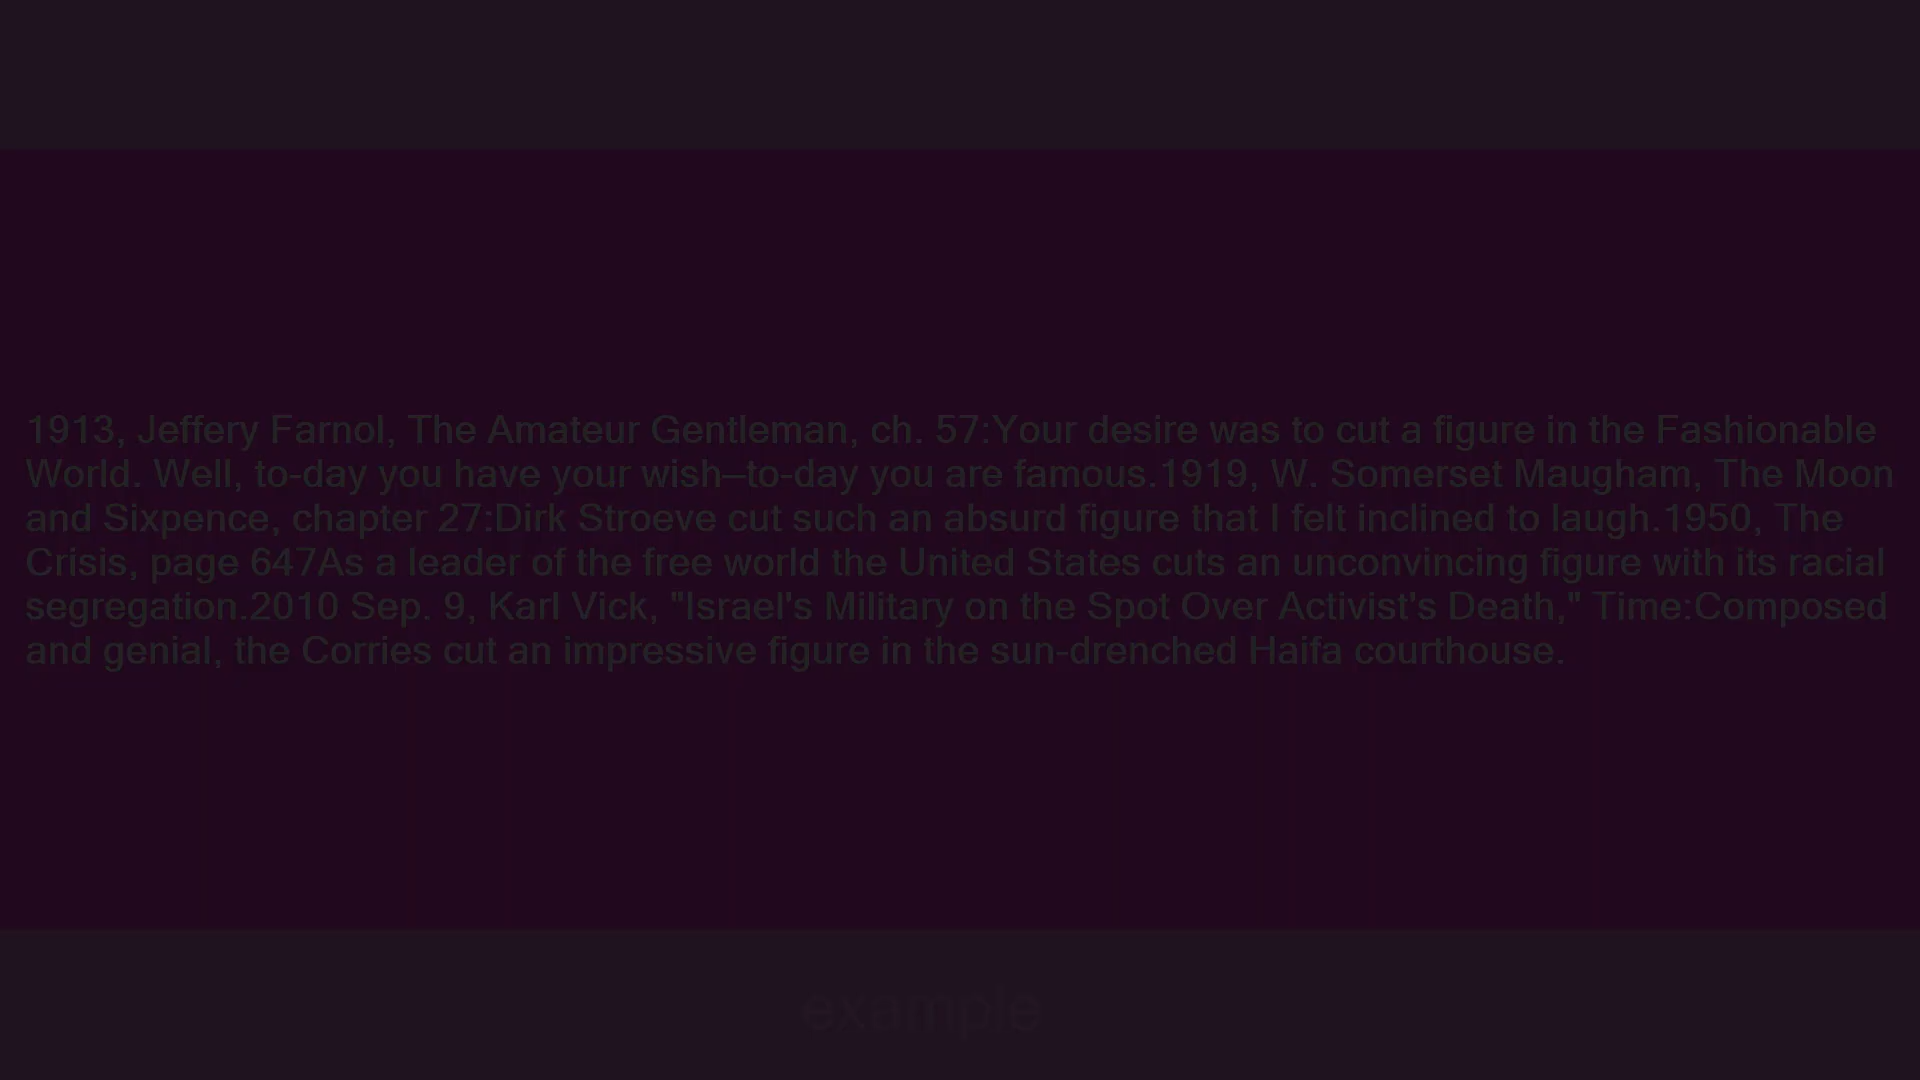 1913, Jeffery Farnol, The Amateur Gentleman, ch. 57:Your desire was to cut a figure in the Fashionable
World. Well, to-day you have your wish—to-day you are famous.1919, W. Somerset Maugham, The Moon
and Sixpence, chapter 27:Dirk Stroeve cut such an absurd figure that I felt inclined to laugh.1950, The
Crisis, page 647As a leader of the free world the United States cuts an unconvincing figure with its racial
segregation.2010 Sep. 9, Karl Vick, "Israel's Military on the Spot Over Activist's Death," Time:Composed
and genial, the Corries cut an impressive figure in the sun-drenched Haifa courthouse.
example